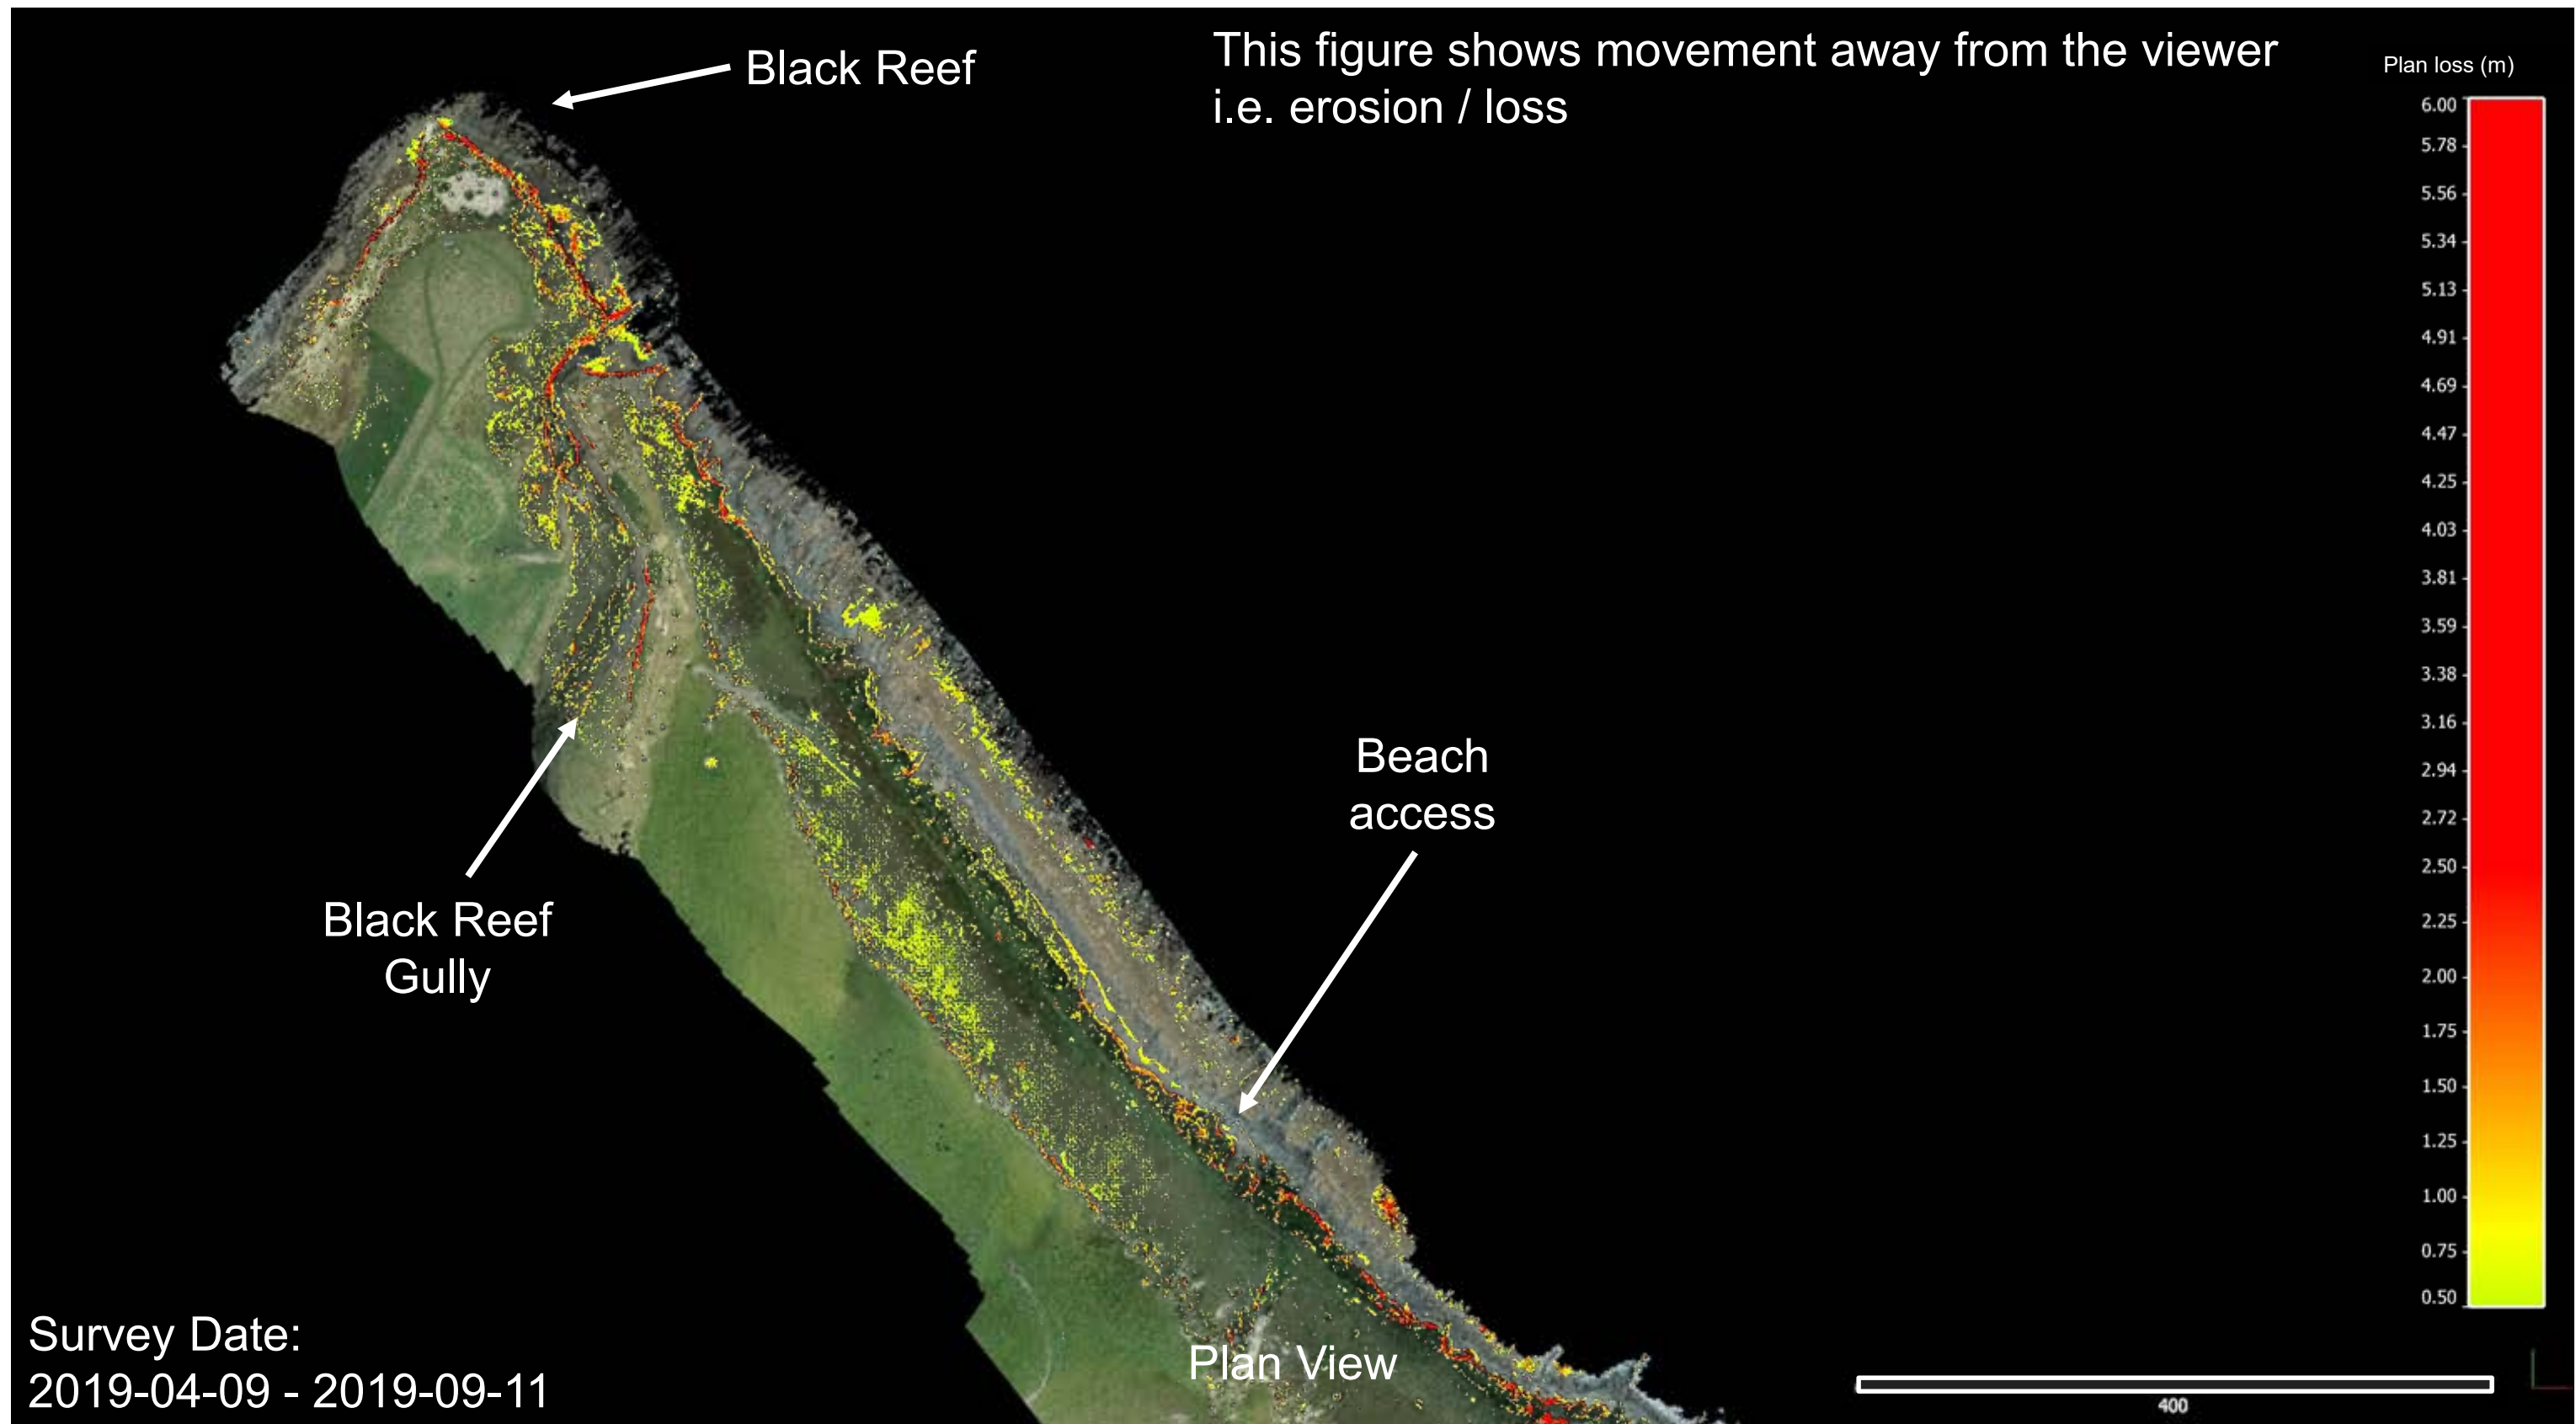 Black Reef
This figure shows movement away from the viewer
i.e. erosion / loss
Plan loss (m)
6.00
5.78
5.56
5.34
5.13
4.91
4.69
4.47
4.25
4.03
3.81
3.59
3.38
3.16
2.94
2.72
2.50
2.25
2.00
1.75
1.50
1.25
1.00
0.75
0.50
Beach
access
Black Reef
Gully
Survey Date:
2019-04-09 - 2019-09-11
Plan View
400